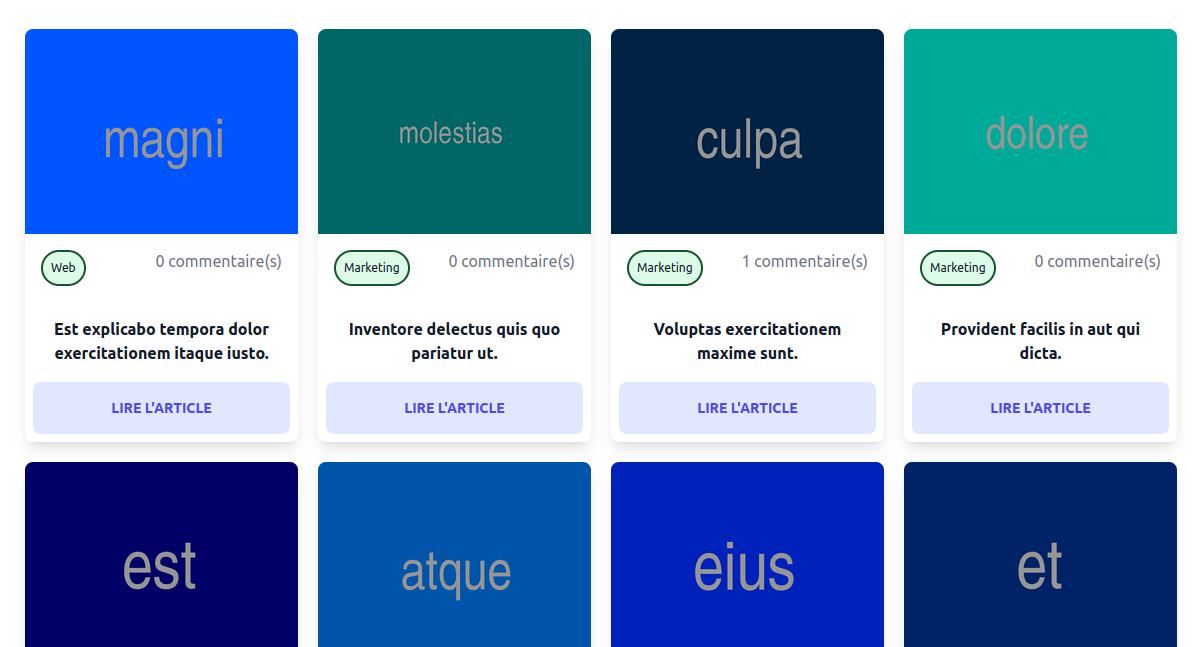 magni
molestias
culpa
dolore
Web
0 commentaire(s)
Marketing
0 commentaire(s)
Marketing
1 commentaire(s)
Marketing
0 commentaire(s)
Est explicabo tempora dolor
exercitationem itaque iusto.
Inventore delectus quis quo
pariatur ut.
Voluptas exercitationem
maxime sunt.
Provident facilis in aut qui
dicta.
LIRE L'ARTICLE
LIRE L'ARTICLE
LIRE L'ARTICLE
LIRE L'ARTICLE
est
atque
eius
et